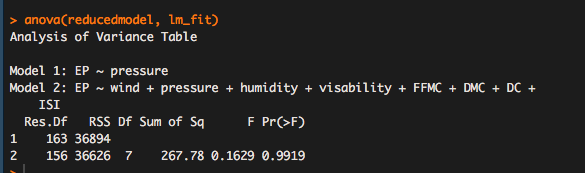 > anova(reducedmodel, lm_fit)
Analysis of Variance Table
Model 1: EP ~ pressure
Model 2: EP ~ wind + pressure + humidity + visability + FFMC + DMC + DC +
    ISI
  Res.Df   RSS Df Sum of Sq      F Pr(>F)
1    163 36894
2    156 36626  7    267.78 0.1629 0.9919
>